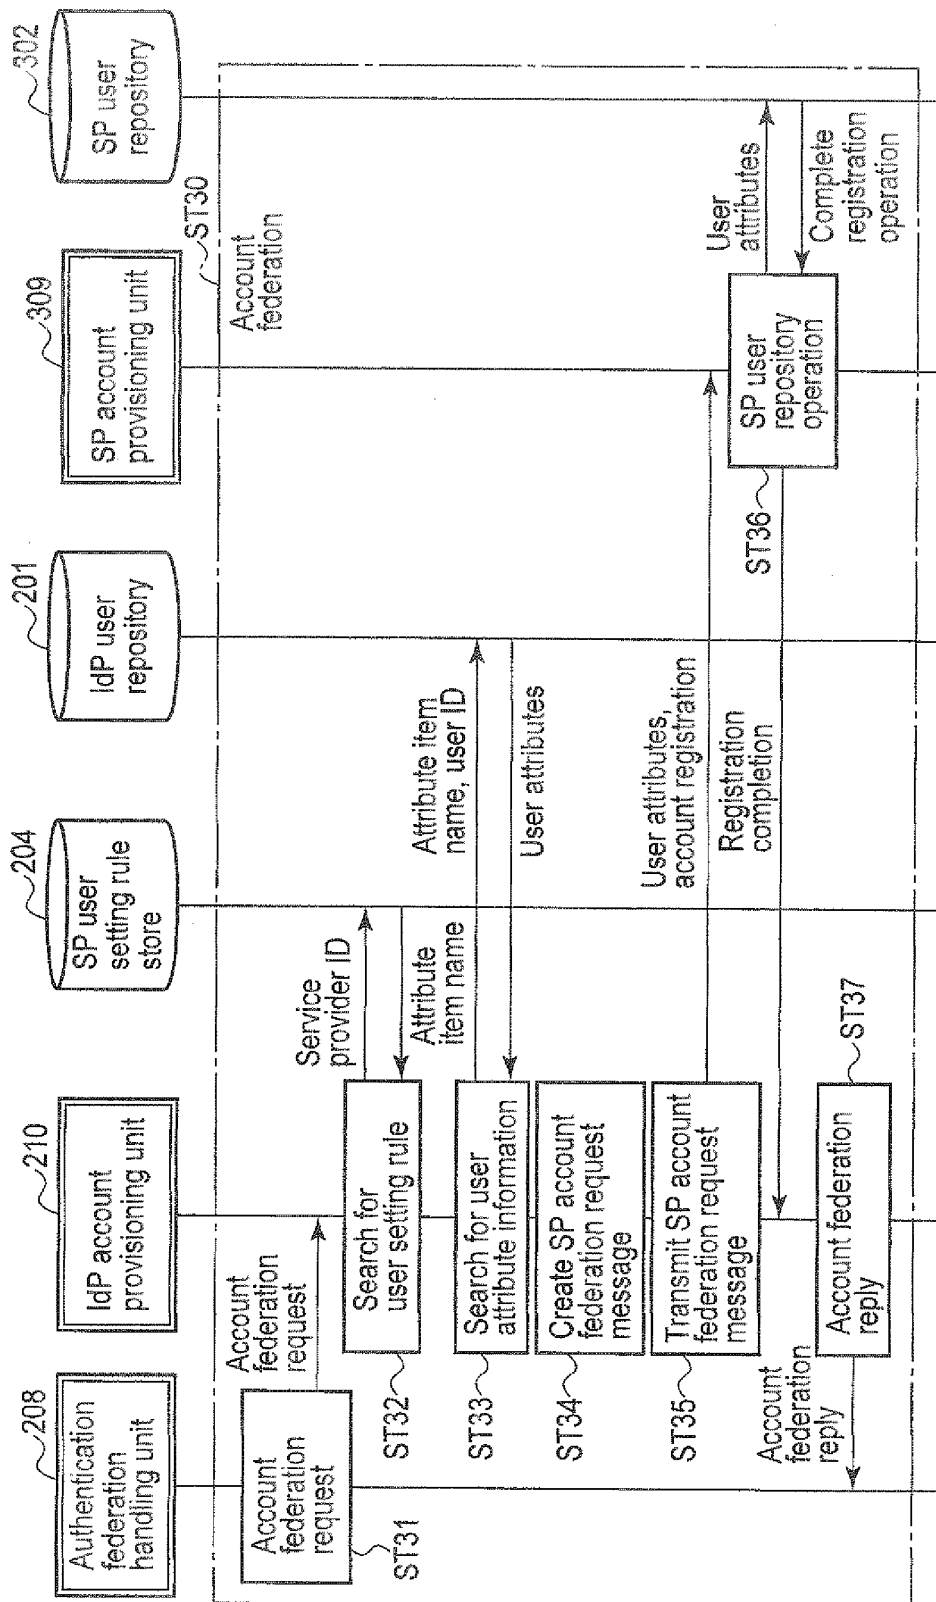 208
Authentication
federation
handling unit
210
IdP account
provisioning unit
204
SP user
setting rule
store
201
IdP user
repository
309
SP account
provisioning unit
302
SP user
repository
ST30
Account
federation
Account
federation
request
ST31
Account
federation
request
Search for
user setting rule
ST32
Service
provider ID
Attribute
item name
Search for user
attribute information
ST33
Attribute item
name, user ID
User attributes
Create SP account
federation request
message
ST34
Transmit SP account
federation request
message
ST35
User attributes,
account registration
SP user
repository
operation
ST36
User
attributes
Complete
registration
operation
Registration
completion
Account federation
reply
ST37
Account
federation
reply